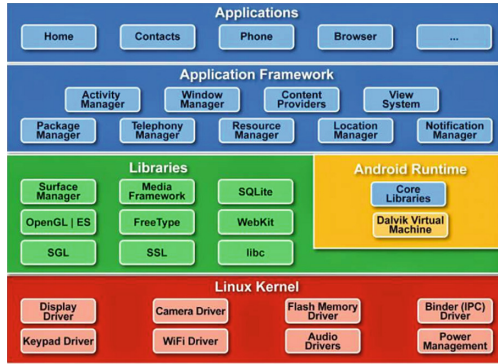 Applications
Home
Contacts
Phone
Browser
...
Application Framework
Activity
Manager
Window
Manager
Content
Providers
View
System
Package
Manager
Telephony
Manager
Resource
Manager
Location
Manager
Notification
Manager
Libraries
Surface
Manager
Media
Framework
SQLite
OpenGL | ES
FreeType
WebKit
SGL
SSL
libc
Android Runtime
Core
Libraries
Dalvik Virtual
Machine
Linux Kernel
Display
Driver
Camera Driver
Flash Memory
Driver
Binder (IPC)
Driver
Keypad Driver
WiFi Driver
Audio
Drivers
Power
Management